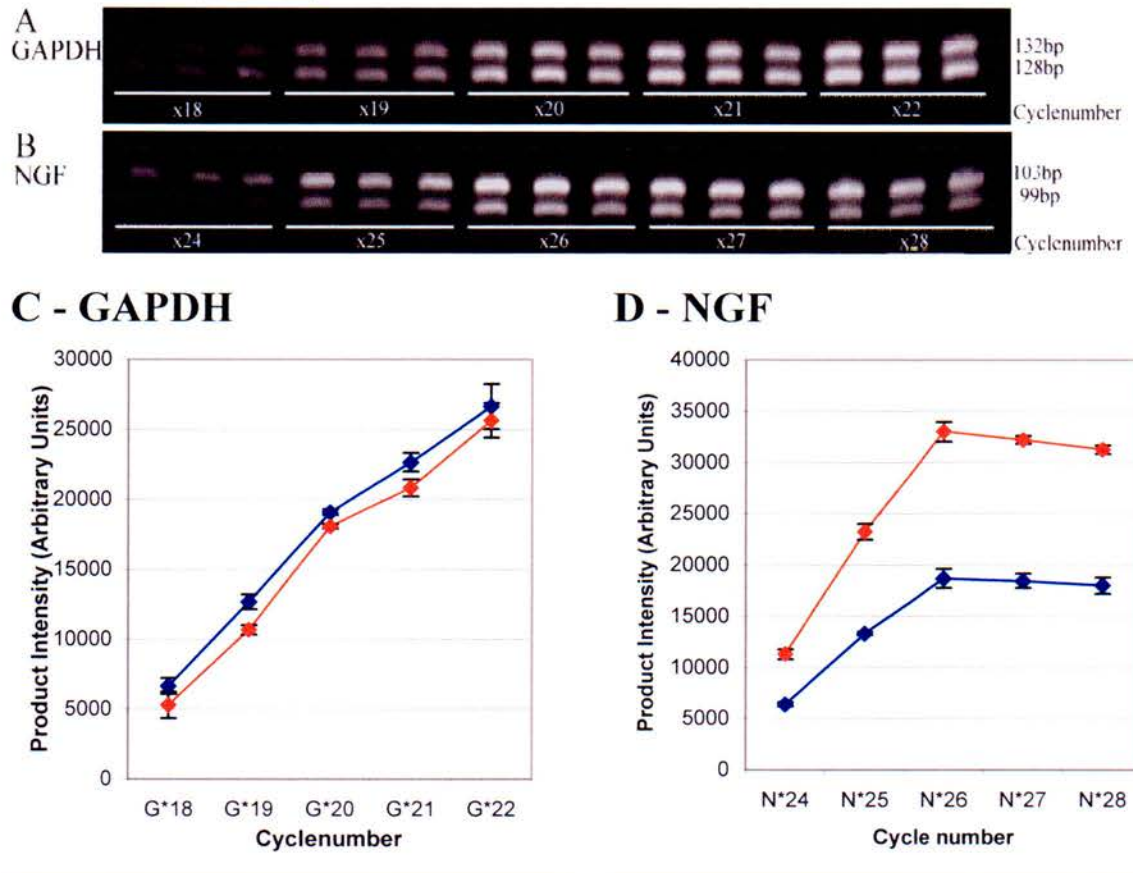 A
GAPDH
132bp
128bp
x18 x19 x20 x21 x22 Cyclenumber
B
NGF
103bp
99bp
x24 x25 x26 x27 x28 Cyclenumber
C - GAPDH
30000
25000
20000
15000
10000
5000
0
Product Intensity (Arbitrary Units)
G*18 G*19 G*20 G*21 G*22
Cyclenumber
D - NGF
40000
35000
30000
25000
20000
15000
10000
5000
0
Product Intensity (Arbitrary Units)
N*24 N*25 N*26 N*27 N*28
Cycle number